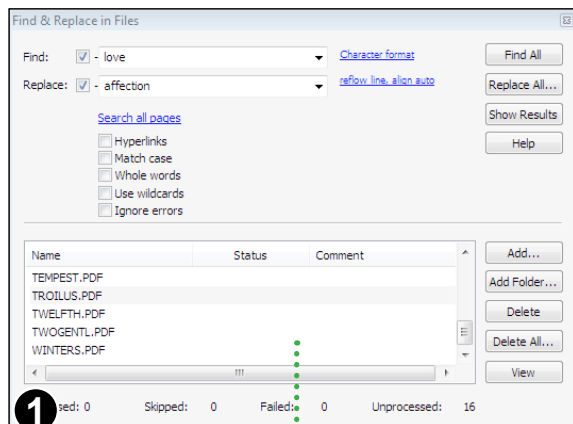 Find & Replace in Files
Find: - love Character format Find All
Replace: - affection reflow line, align auto Replace All...
Search all pages Show Results
Hyperlinks Help
Match case
Whole words
Use wildcards
Ignore errors
Name Status Comment Add...
TEMPEST.PDF Add Folder...
TROILUS.PDF
TWELFTH.PDF Delete
TWOGENTL.PDF Delete All...
WINTERS.PDF
View
1 sed: 0 Skipped: 0 Failed: 0 Unprocessed: 16